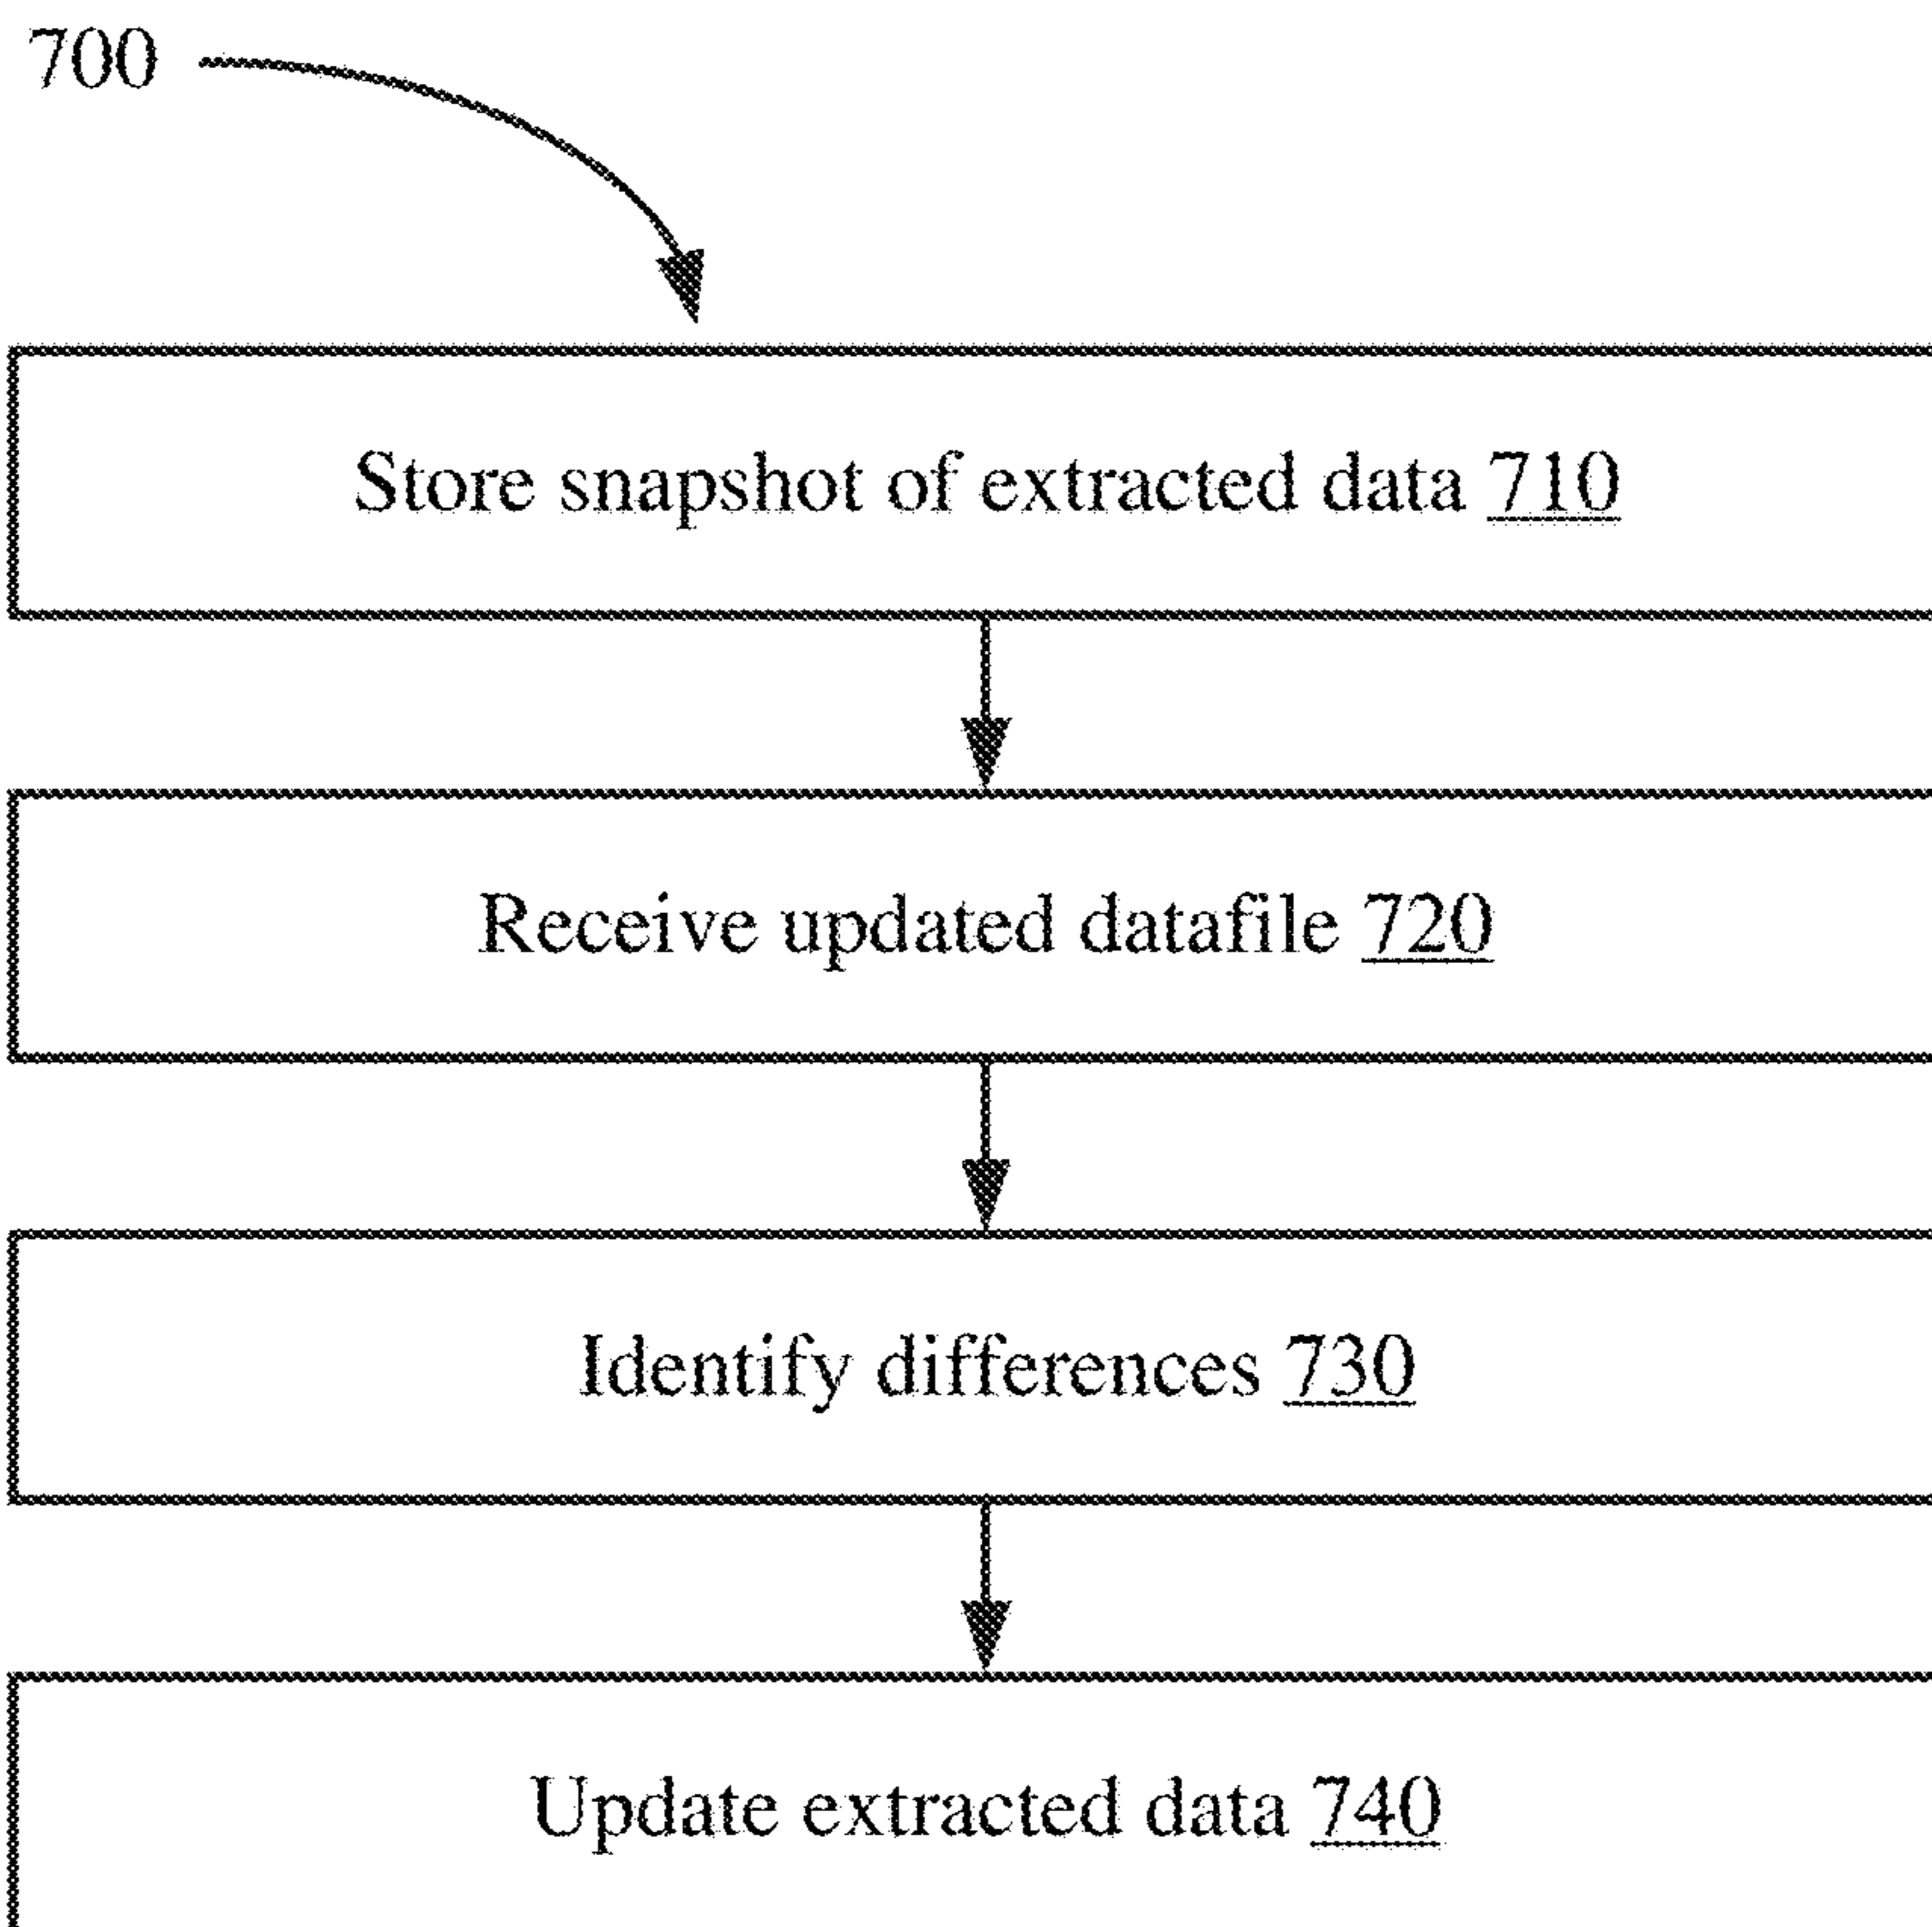 700
Store snapshot of extracted data 710
Receive updated datafile 720
Identify differences 730
Update extracted data 740